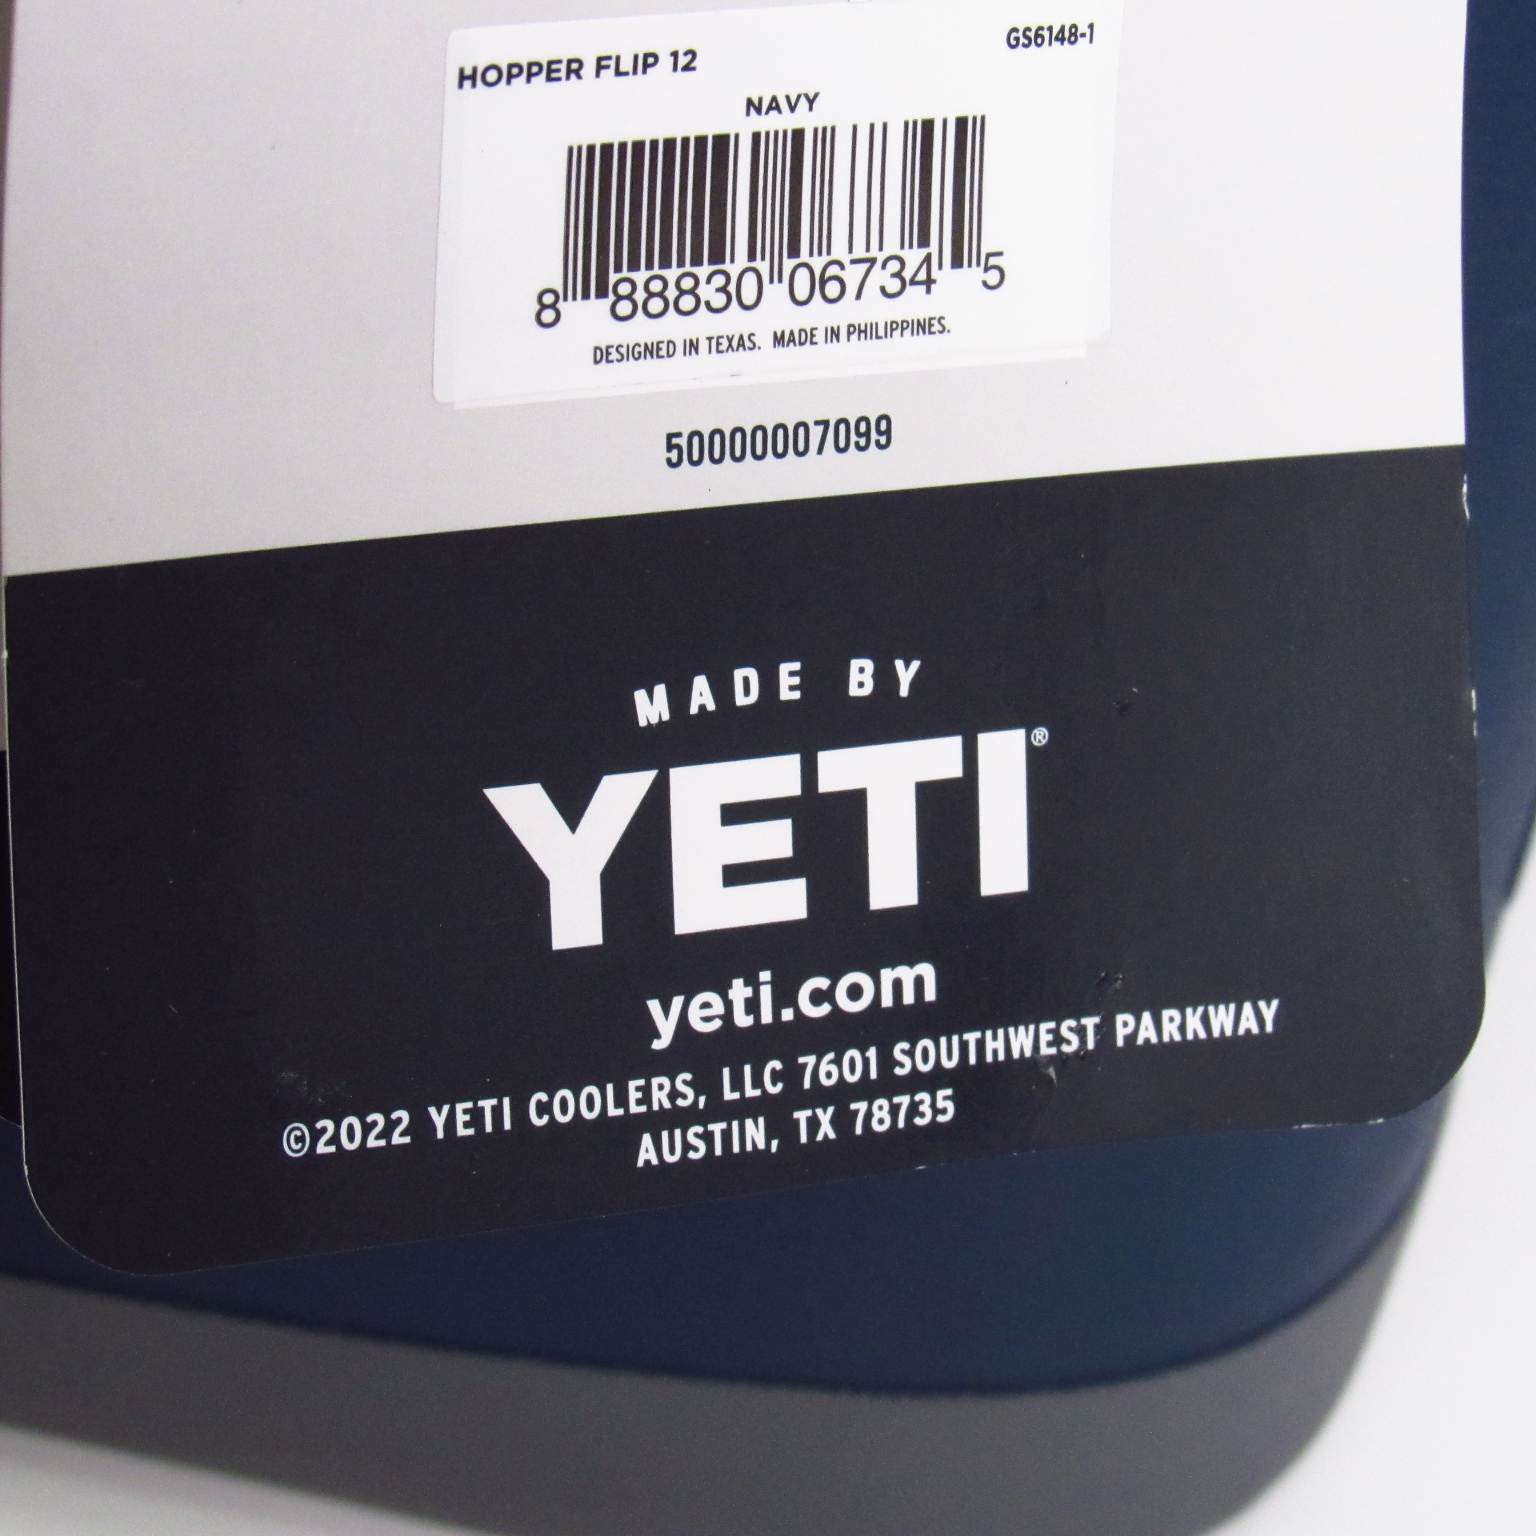 HOPPER FLIP 12
GS6148-1
NAVY
8 88830 06734 5
DESIGNED IN TEXAS. MADE IN PHILIPPINES.
50000007099
MADE BY
YETI®
yeti.com
©2022 YETI COOLERS, LLC 7601 SOUTHWEST PARKWAY
AUSTIN, TX 78735